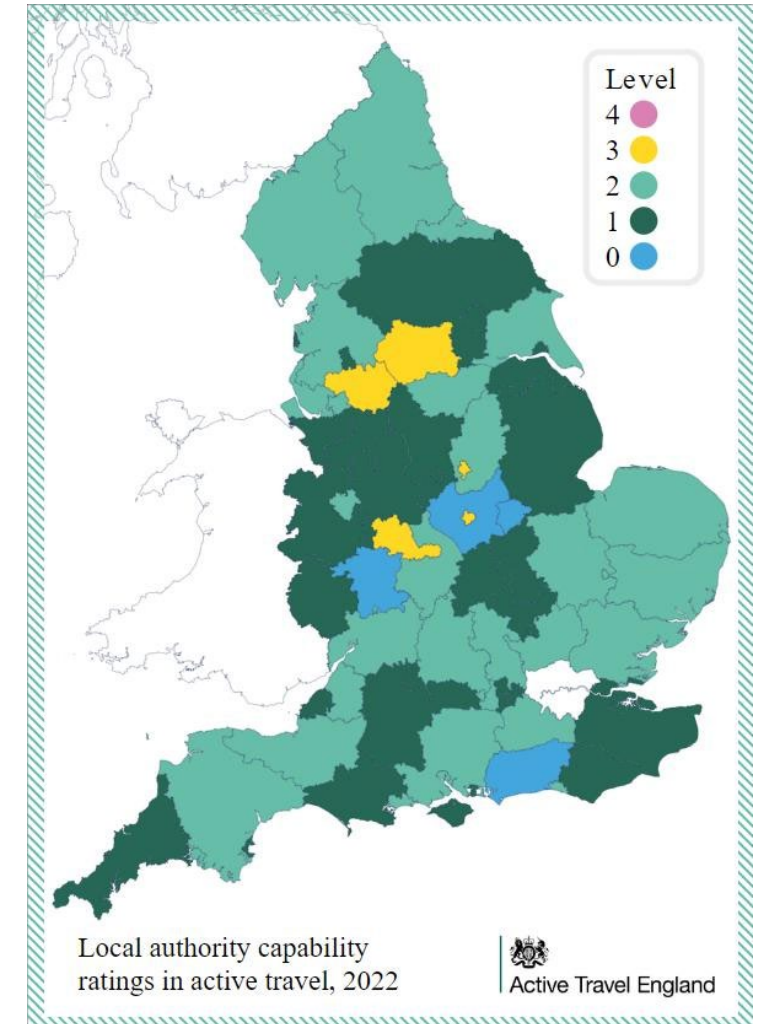 Level
4
3
2
1
0
Local authority capability
ratings in active travel, 2022
Active Travel England